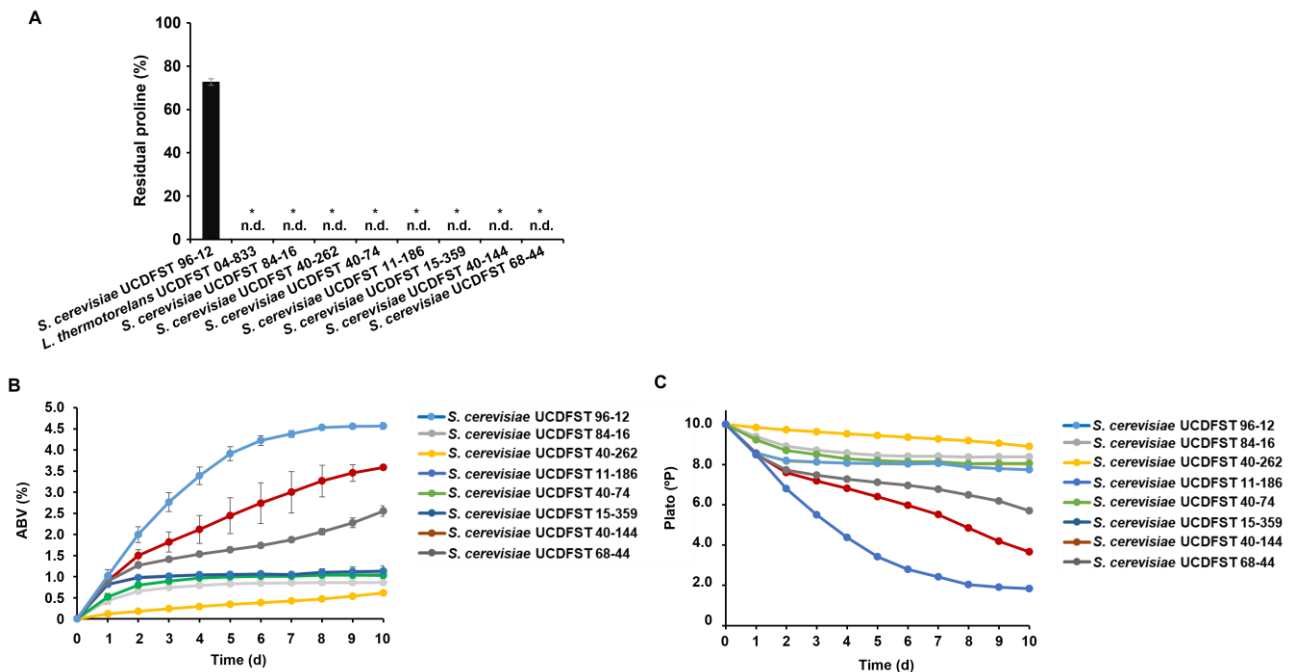 A
Residual proline (%)
100
80
60
40
20
0
* * * * * * * *
n.d. n.d. n.d. n.d. n.d. n.d. n.d. n.d.
S. cerevisiae UCDFST 96-12
L. thermotorelans UCDFST 04-833
S. cerevisiae UCDFST 84-16
S. cerevisiae UCDFST 40-262
S. cerevisiae UCDFST 40-74
S. cerevisiae UCDFST 11-186
S. cerevisiae UCDFST 15-359
S. cerevisiae UCDFST 40-144
S. cerevisiae UCDFST 68-44
B
ABV (%)
5.0
4.5
4.0
3.5
3.0
2.5
2.0
1.5
1.0
0.5
0
0 1 2 3 4 5 6 7 8 9 10
Time (d)
S. cerevisiae UCDFST 96-12
S. cerevisiae UCDFST 84-16
S. cerevisiae UCDFST 40-262
S. cerevisiae UCDFST 11-186
S. cerevisiae UCDFST 40-74
S. cerevisiae UCDFST 15-359
S. cerevisiae UCDFST 40-144
S. cerevisiae UCDFST 68-44
C
Plato (ºP)
10.0
8.0
6.0
4.0
2.0
0.0
0 1 2 3 4 5 6 7 8 9 10
Time (d)
S. cerevisiae UCDFST 96-12
S. cerevisiae UCDFST 84-16
S. cerevisiae UCDFST 40-262
S. cerevisiae UCDFST 11-186
S. cerevisiae UCDFST 40-74
S. cerevisiae UCDFST 15-359
S. cerevisiae UCDFST 40-144
S. cerevisiae UCDFST 68-44